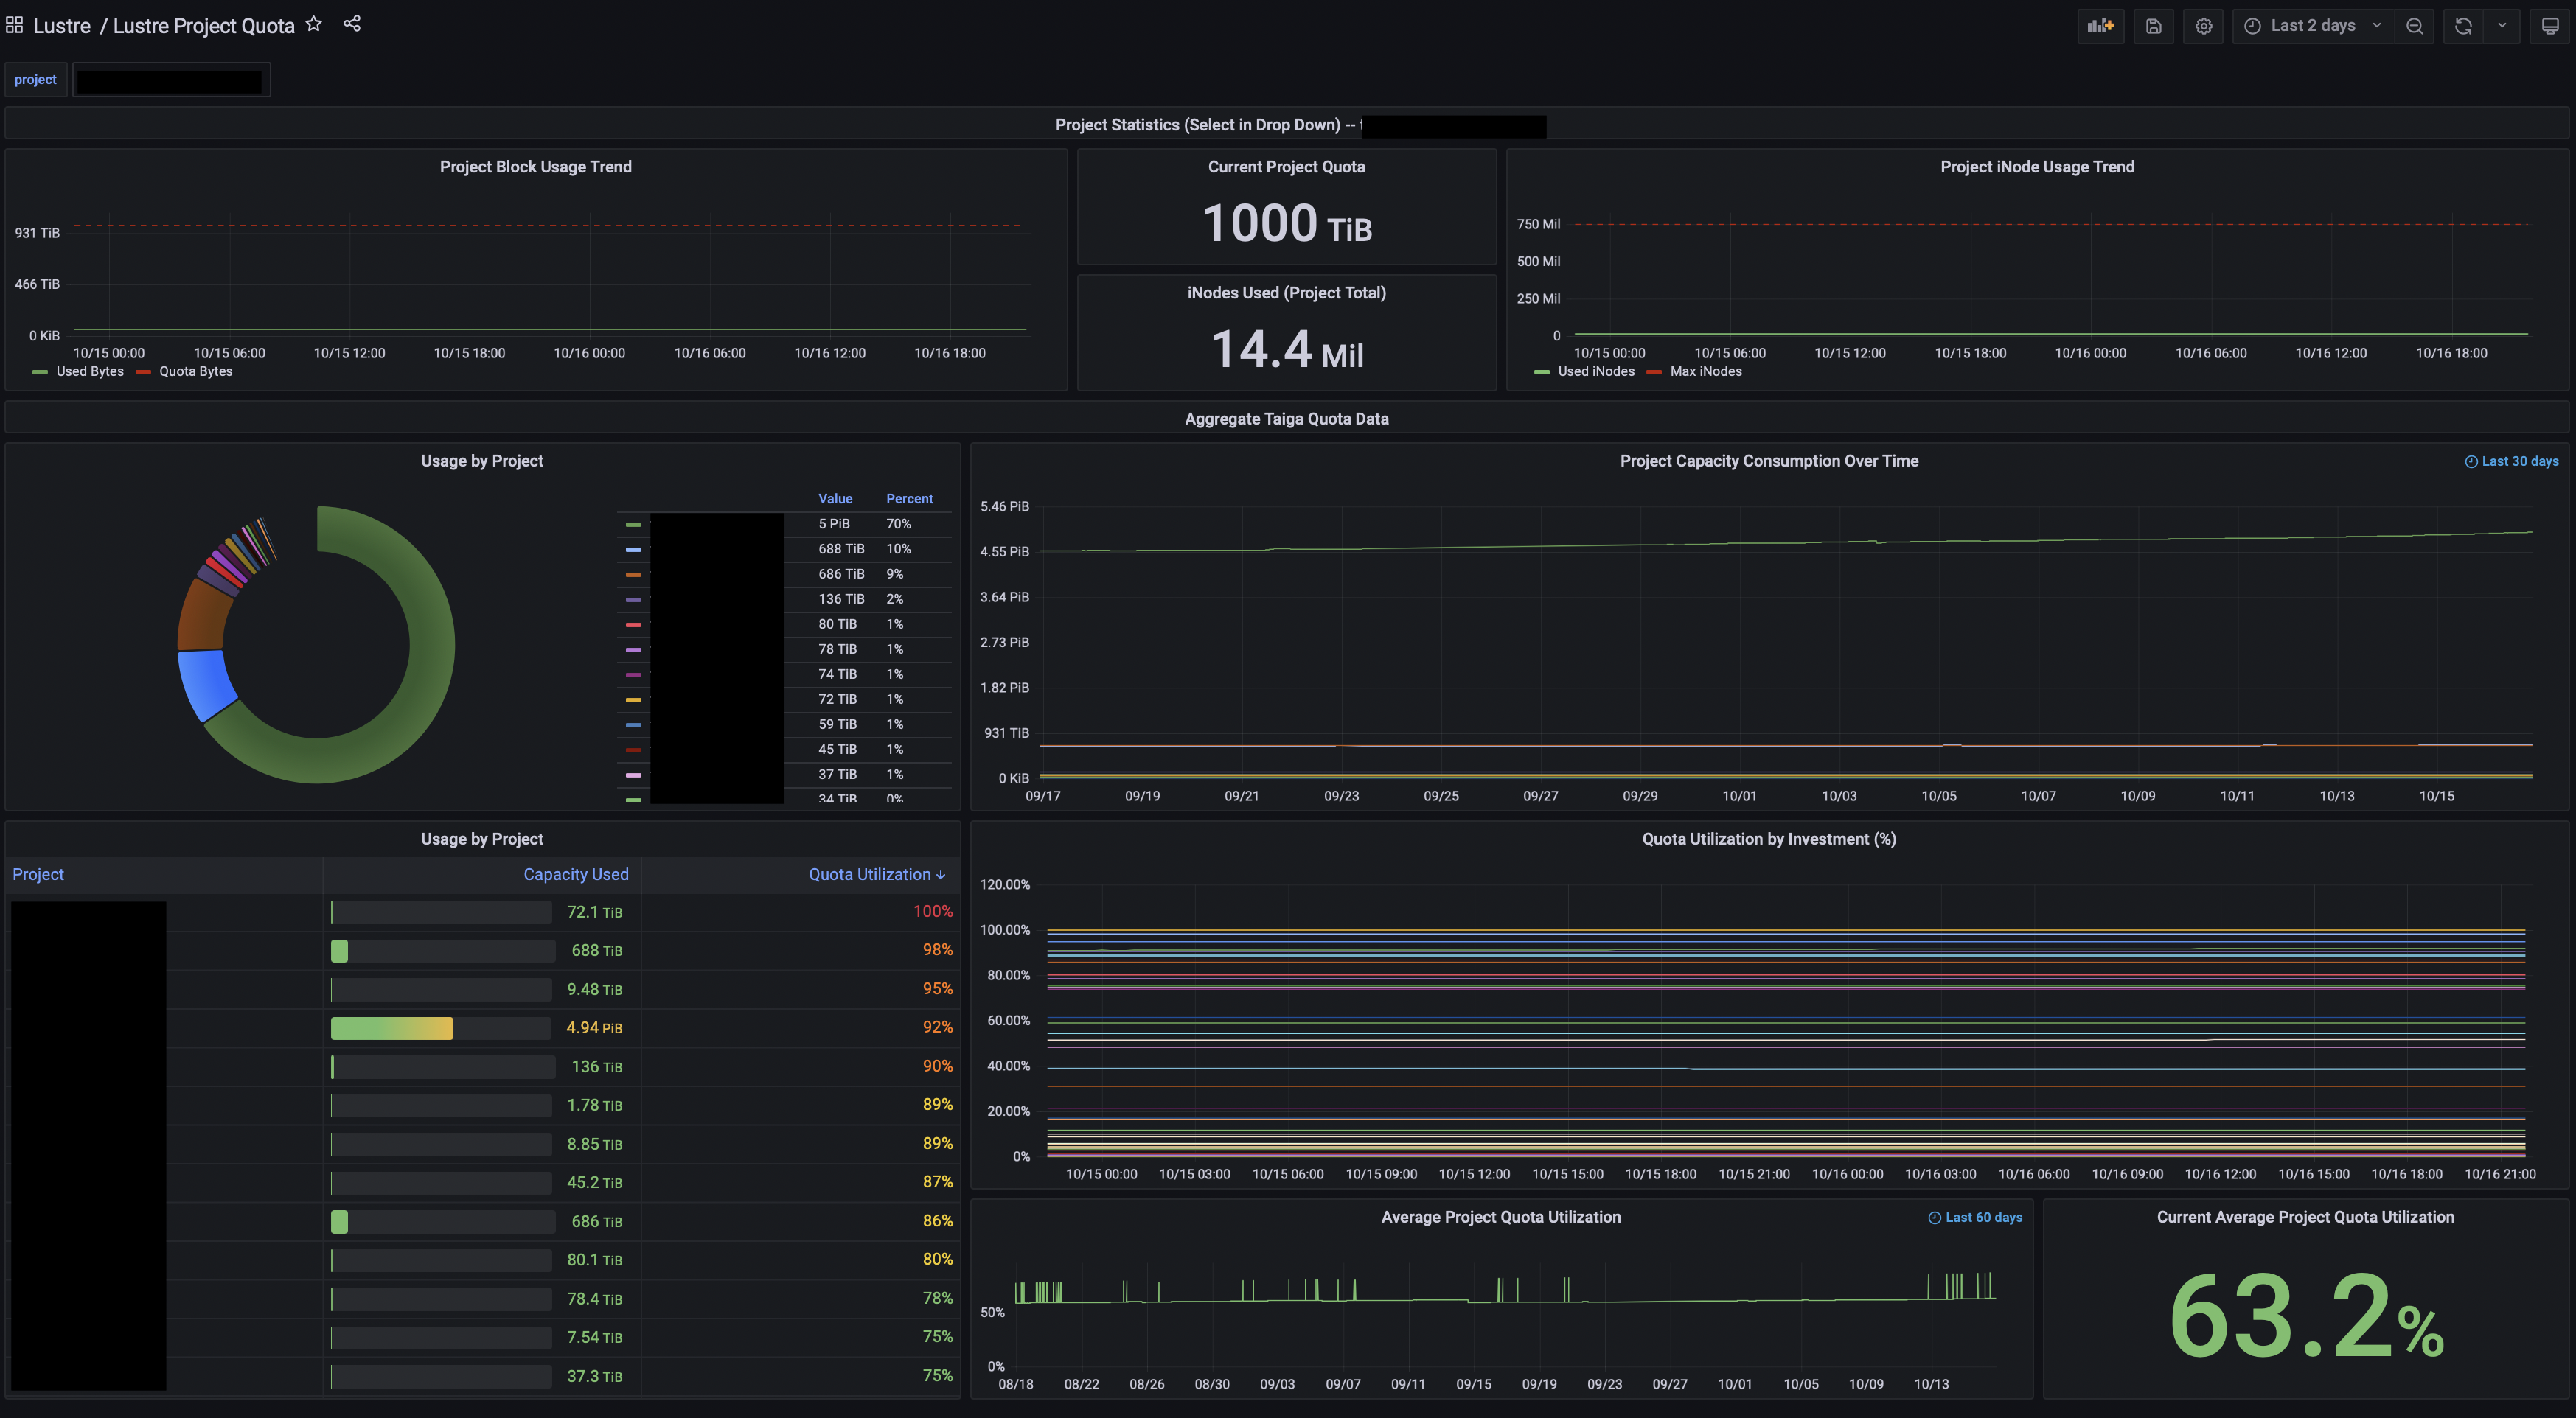 Lustre / Lustre Project Quota
Last 2 days
project
Project Statistics (Select in Drop Down) --
Project Block Usage Trend
931 TiB
466 TiB
0 KiB
10/15 00:00 10/15 06:00 10/15 12:00 10/15 18:00 10/16 00:00 10/16 06:00 10/16 12:00 10/16 18:00
Used Bytes Quota Bytes
Current Project Quota
1000 TiB
iNodes Used (Project Total)
14.4 Mil
Project iNode Usage Trend
750 Mil
500 Mil
250 Mil
0
10/15 00:00 10/15 06:00 10/15 12:00 10/15 18:00 10/16 00:00 10/16 06:00 10/16 12:00 10/16 18:00
Used iNodes Max iNodes
Aggregate Taiga Quota Data
Usage by Project
Value Percent
5 PiB 70%
688 TiB 10%
686 TiB 9%
136 TiB 2%
80 TiB 1%
78 TiB 1%
74 TiB 1%
72 TiB 1%
59 TiB 1%
45 TiB 1%
37 TiB 1%
34 TiB 0%
Project Capacity Consumption Over Time
Last 30 days
5.46 PiB
4.55 PiB
3.64 PiB
2.73 PiB
1.82 PiB
931 TiB
0 KiB
09/17 09/19 09/21 09/23 09/25 09/27 09/29 10/01 10/03 10/05 10/07 10/09 10/11 10/13 10/15
Usage by Project
Project Capacity Used Quota Utilization
72.1 TiB 100%
688 TiB 98%
9.48 TiB 95%
4.94 PiB 92%
136 TiB 90%
1.78 TiB 89%
8.85 TiB 89%
45.2 TiB 87%
686 TiB 86%
80.1 TiB 80%
78.4 TiB 78%
7.54 TiB 75%
37.3 TiB 75%
Quota Utilization by Investment (%)
120.00%
100.00%
80.00%
60.00%
40.00%
20.00%
0%
10/15 00:00 10/15 03:00 10/15 06:00 10/15 09:00 10/15 12:00 10/15 15:00 10/15 18:00 10/15 21:00 10/16 00:00 10/16 03:00 10/16 06:00 10/16 09:00 10/16 12:00 10/16 15:00 10/16 18:00 10/16 21:00
Average Project Quota Utilization
Last 60 days
50%
0%
08/18 08/22 08/26 08/30 09/03 09/07 09/11 09/15 09/19 09/23 09/27 10/01 10/05 10/09 10/13
Current Average Project Quota Utilization
63.2%